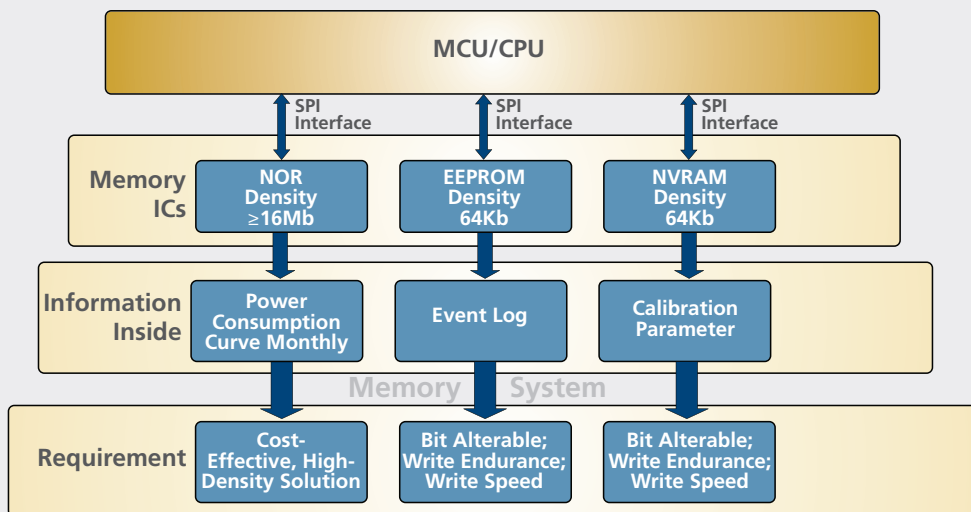 MCU/CPU
SPI
Interface
SPI
Interface
SPI
Interface
Memory
ICs
NOR
Density
≥16Mb
EEPROM
Density
64Kb
NVRAM
Density
64Kb
Information
Inside
Power
Consumption
Curve Monthly
Event Log
Calibration
Parameter
Memory System
Requirement
Cost-
Effective, High-
Density Solution
Bit Alterable;
Write Endurance;
Write Speed
Bit Alterable;
Write Endurance;
Write Speed